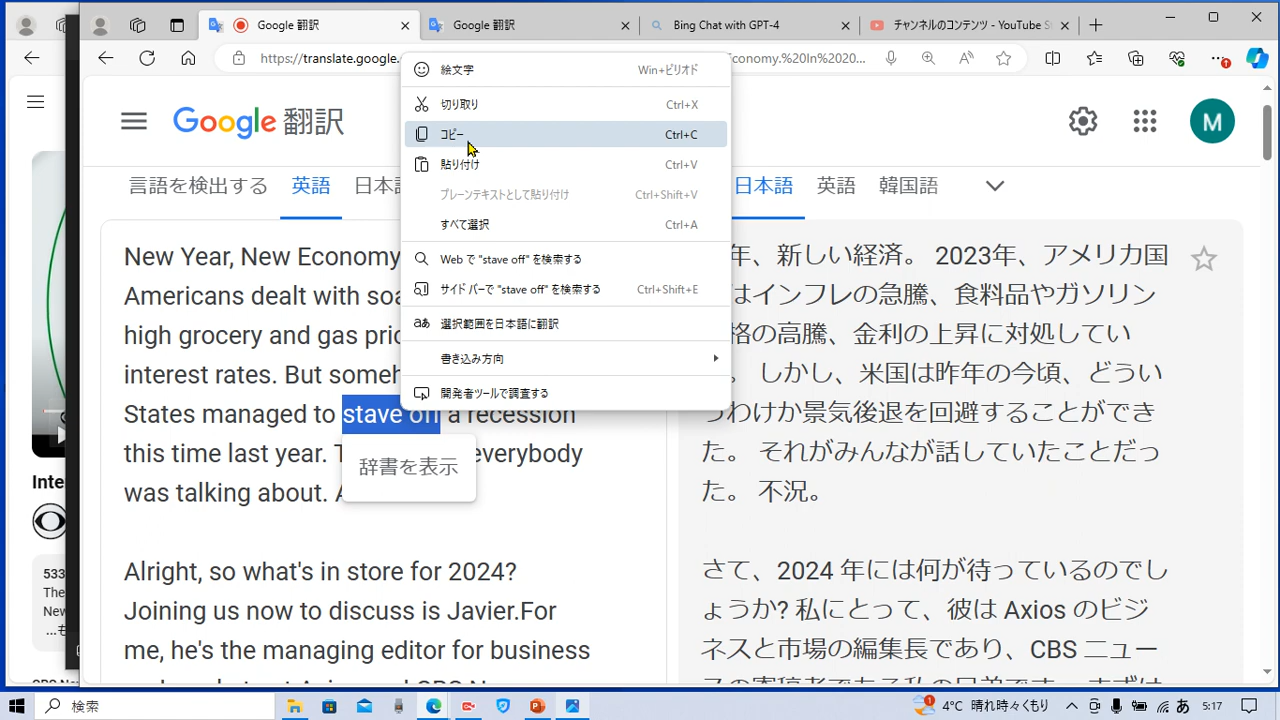 Google 翻訳
Google 翻訳
Bing Chat with GPT-4
チャンネルのコンテンツ - YouTube S
https://translate.google.
conomy.%20In%2020...
絵文字 Win+ピリオド
切り取り Ctrl+X
コピー Ctrl+C
貼り付け Ctrl+V
プレーンテキストとして貼り付け Ctrl+Shift+V
すべて選択 Ctrl+A
Web で "stave off" を検索する
サイド バーで "stave off" を検索する Ctrl+Shift+E
選択範囲を日本語に翻訳
書き込み方向
開発者ツールで調査する
Google 翻訳
M
言語を検出する 英語 日本語
日本語 英語 韓国語
New Year, New Economy
Americans dealt with soa
high grocery and gas pric
interest rates. But someh
States managed to stave off a recession
this time last year. T everybody
was talking about. A
辞書を表示
Alright, so what's in store for 2024?
Joining us now to discuss is Javier.For
me, he's the managing editor for business
年、新しい経済。 2023年、アメリカ国
はインフレの急騰、食料品やガソリン
格の高騰、金利の上昇に対処してい
。 しかし、米国は昨年の今頃、どうい
うわけか景気後退を回避することができ
た。 それがみんなが話していたことだっ
た。 不況。
さて、2024 年には何が待っているのでし
ょうか? 私にとって、彼は Axios のビジ
ネスと市場の編集長であり、CBS ニュー
Inte
533
The
New
...も
検索
4°C 晴れ時々くもり
あ
5:17